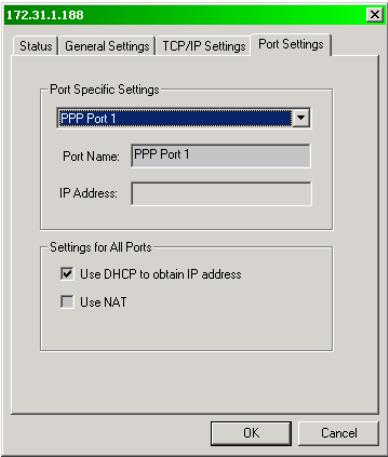 172.31.1.188
Status General Settings TCP/IP Settings Port Settings
Port Specific Settings
PPP Port 1
Port Name: PPP Port 1
IP Address:
Settings for All Ports
Use DHCP to obtain IP address
Use NAT
OK Cancel